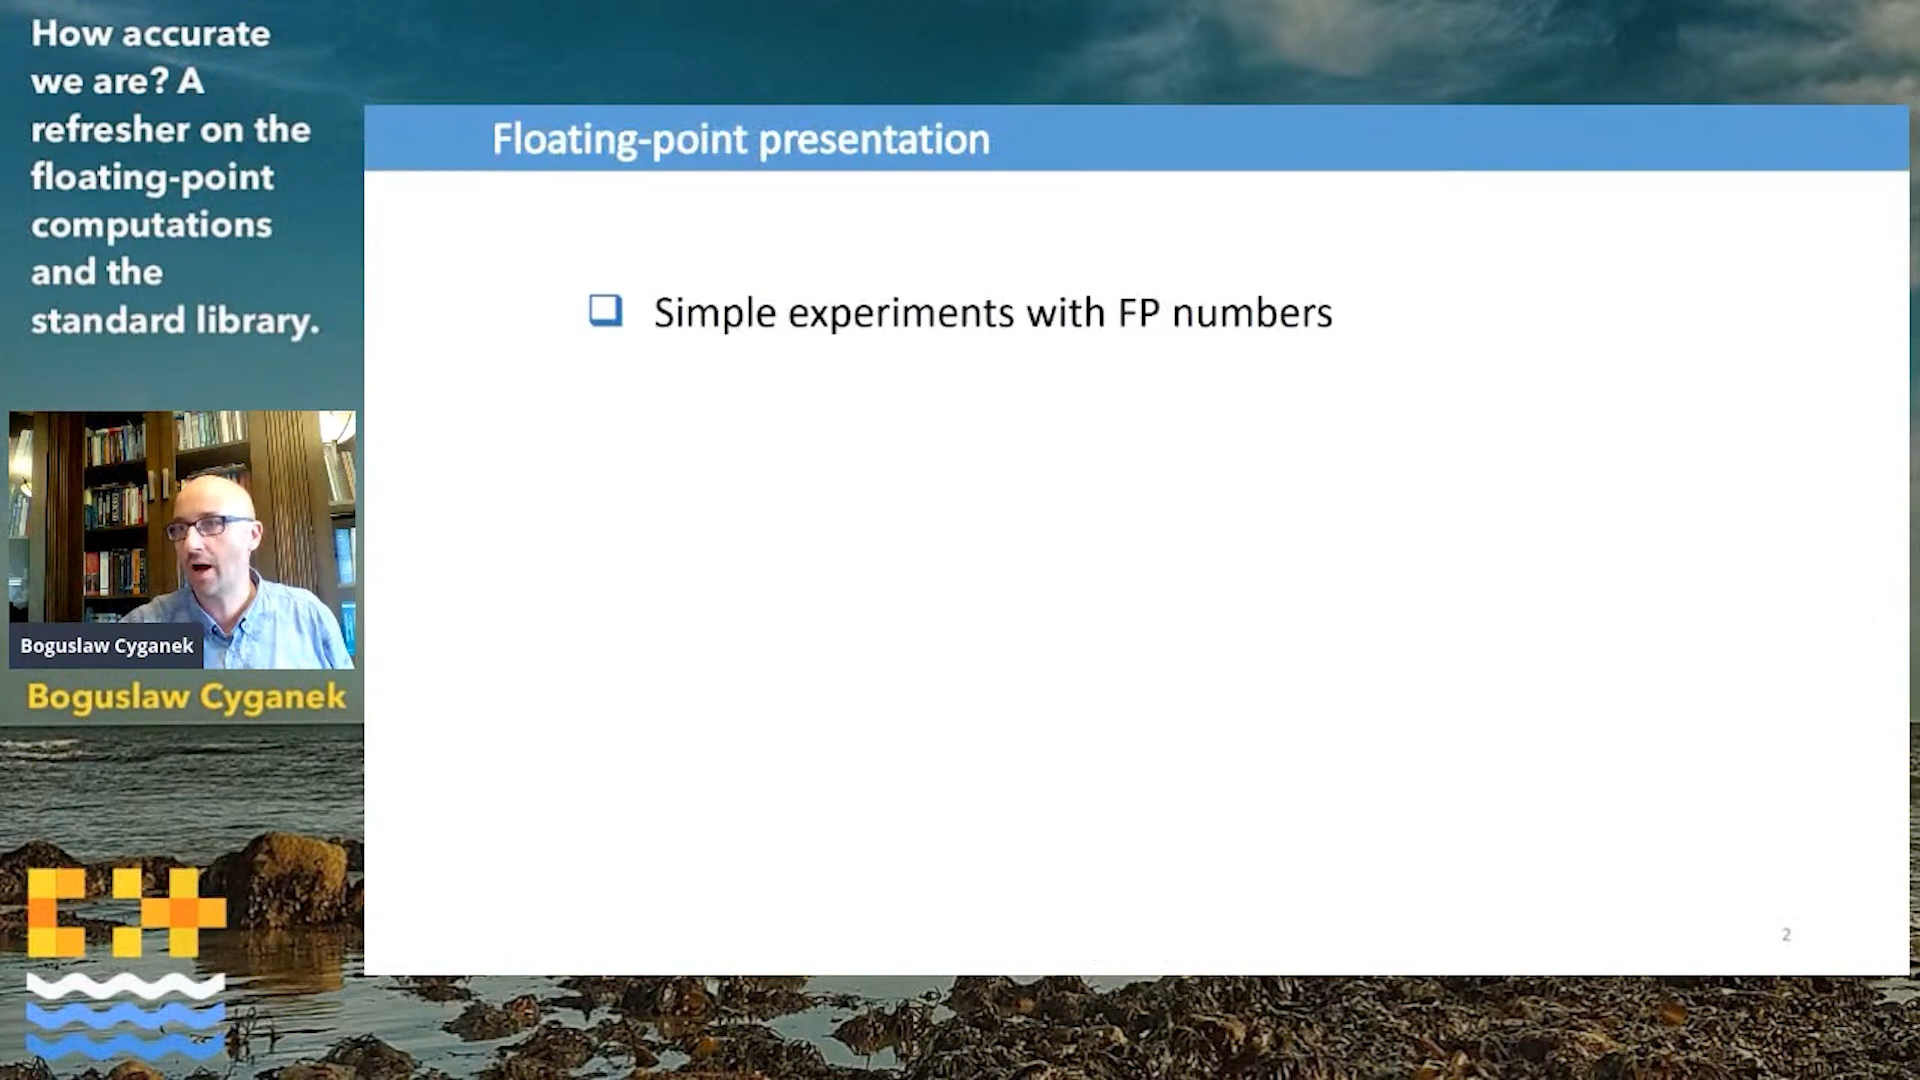 How accurate
we are? A
refresher on the
floating-point
computations
and the
standard library.
Floating-point presentation
Simple experiments with FP numbers
Boguslaw Cyganek
Boguslaw Cyganek
2